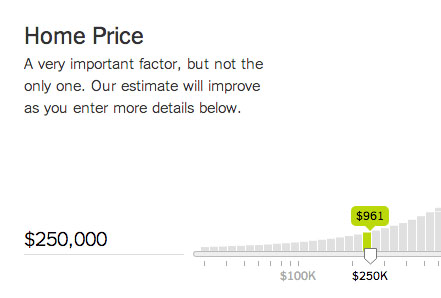 Home Price
A very important factor, but not the
only one. Our estimate will improve
as you enter more details below.
$961
$250,000
$100K
$250K